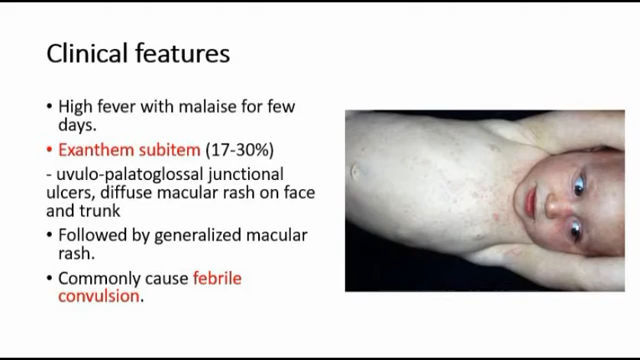 Clinical features
• High fever with malaise for few
days.
• Exanthem subitem (17-30%)
- uvulo-palatoglossal junctional
ulcers, diffuse macular rash on face
and trunk
• Followed by generalized macular
rash.
• Commonly cause febrile
convulsion.